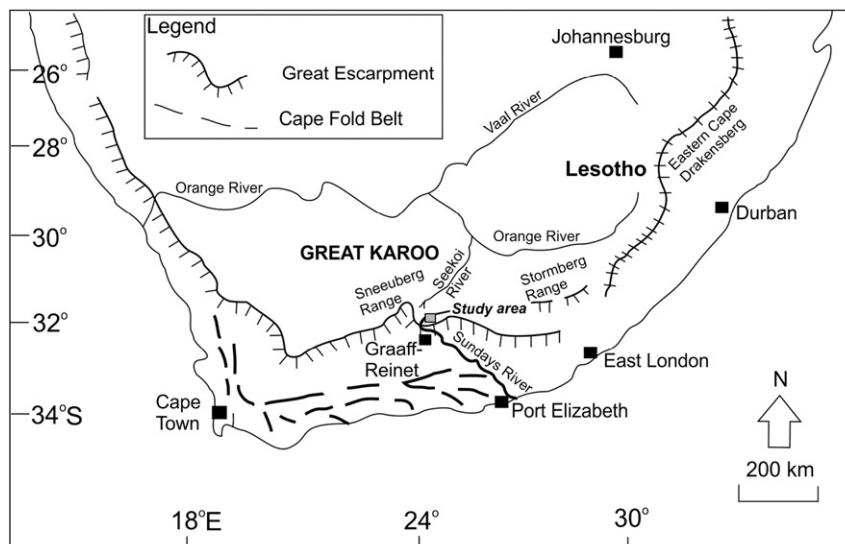 Legend
Great Escarpment
Cape Fold Belt
Johannesburg
26°
Vaal River
Eastern Cape
Drakensberg
28°
Lesotho
Orange River
Durban
30°
Orange River
GREAT KAROO
Seekoi
River
Stormberg
Range
Sneeuberg
Range
Study area
32°
Sundays River
East London
Graaff-
Reinet
N
Cape
Town
34°S
Port Elizabeth
200 km
18°E
24°
30°